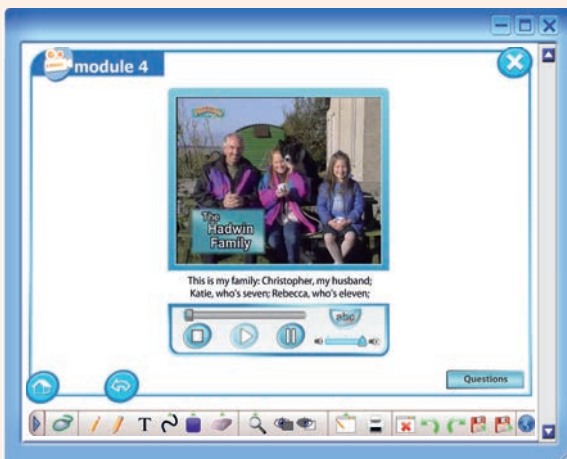 module 4
The
Hadwin
Family
This is my family: Christopher, my husband;
Katie, who's seven; Rebecca, who's eleven;
abc
Questions
T